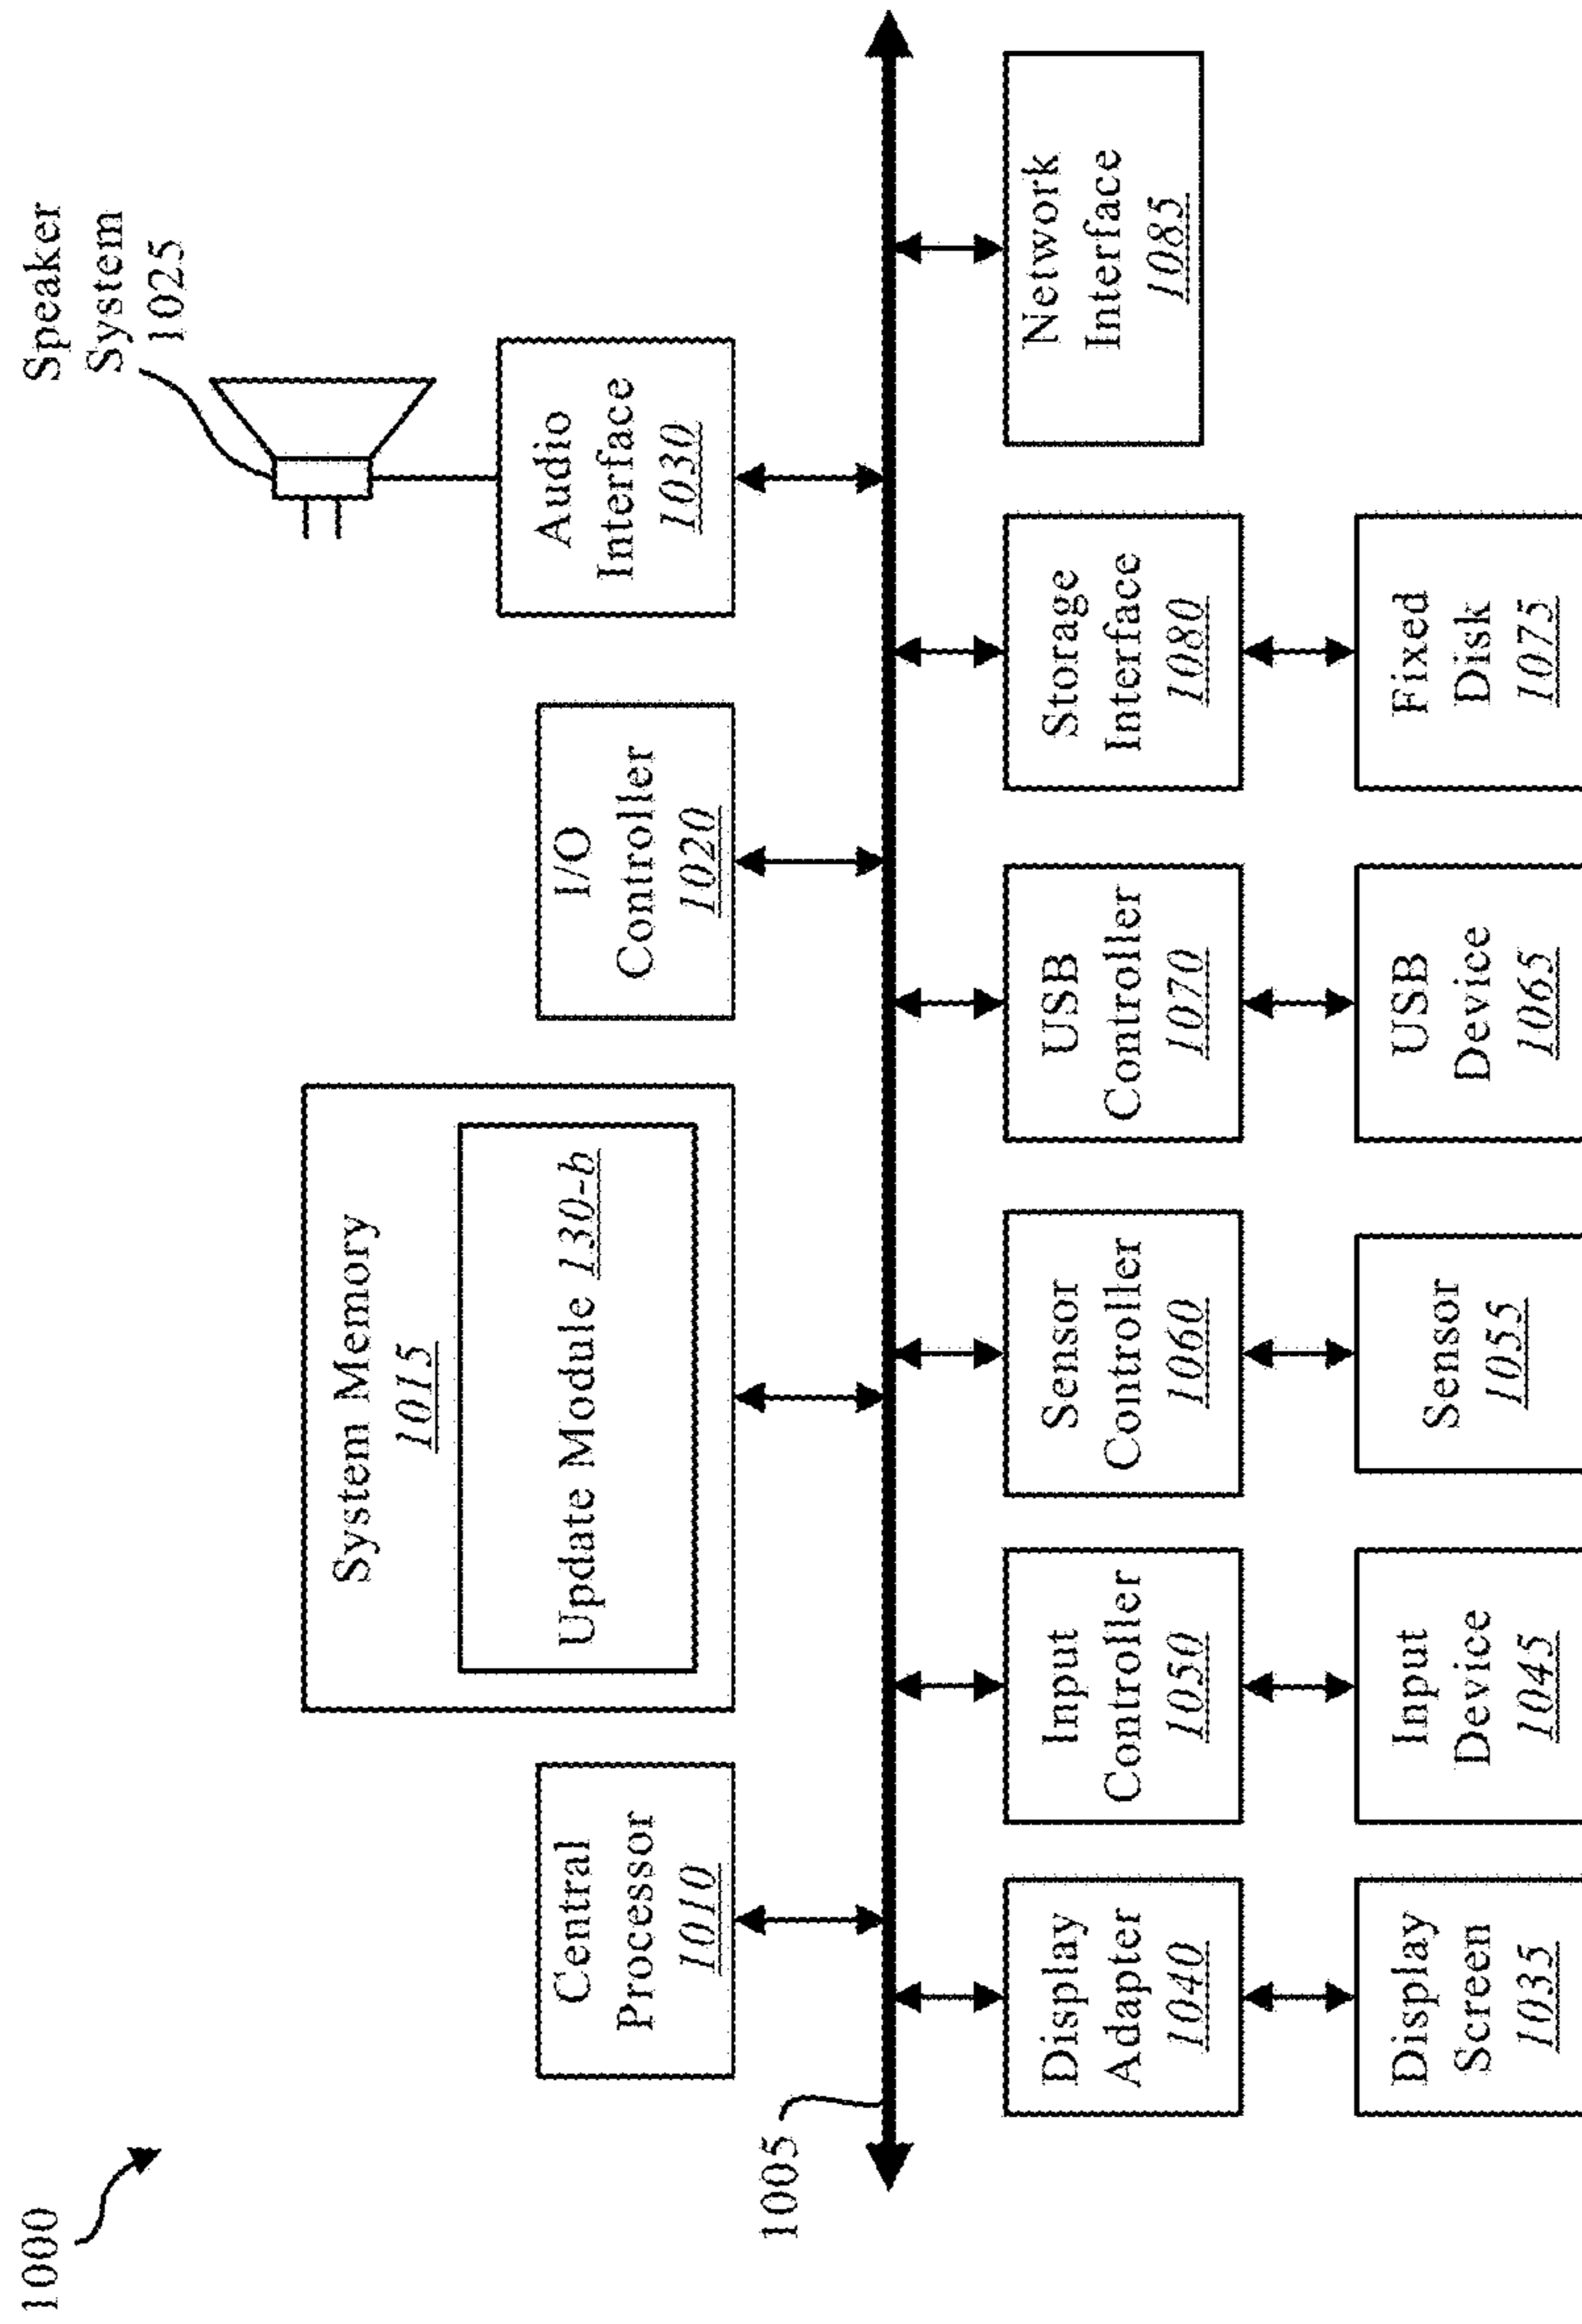 1000
Speaker
System
1025
System Memory
1015
Update Module 130-b
Central
Processor
1010
I/O
Controller
1020
Audio
Interface
1030
1005
Display
Adapter
1040
Input
Controller
1050
Sensor
Controller
1060
USB
Controller
1070
Storage
Interface
1080
Network
Interface
1085
Display
Screen
1035
Input
Device
1045
Sensor
1055
USB
Device
1065
Fixed
Disk
1075